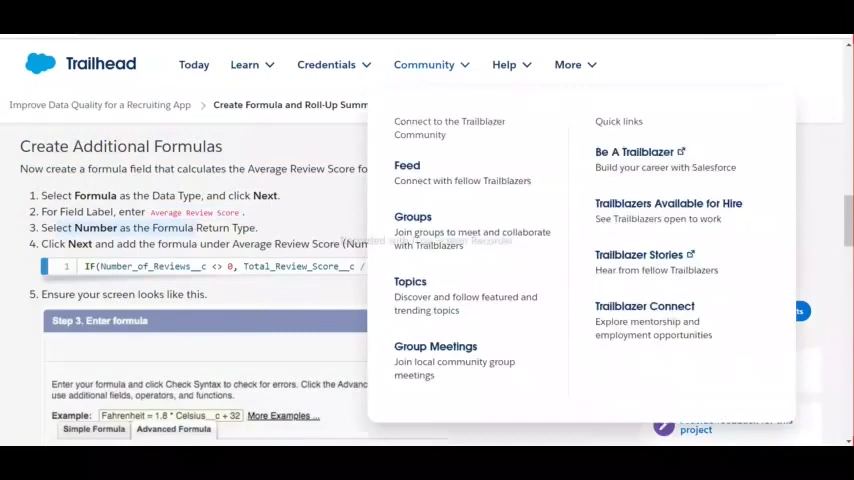 Trailhead
Today
Learn
Credentials
Community
Help
More
Improve Data Quality for a Recruiting App
Create Formula and Roll-Up Summ
Create Additional Formulas
Now create a formula field that calculates the Average Review Score fo
1. Select Formula as the Data Type, and click Next.
2. For Field Label, enter Average Review Score .
3. Select Number as the Formula Return Type.
4. Click Next and add the formula under Average Review Score (Num
1 IF(Number_of_Reviews__c <> 0, Total_Review_Score__c /
5. Ensure your screen looks like this.
Step 3. Enter formula
Enter your formula and click Check Syntax to check for errors. Click the Advanc
use additional fields, operators, and functions.
Example: Fahrenheit = 1.8 * Celsius__c + 32 More Examples ...
Simple Formula
Advanced Formula
Connect to the Trailblazer
Community
Feed
Connect with fellow Trailblazers
Groups
Join groups to meet and collaborate
with Trailblazers
Topics
Discover and follow featured and
trending topics
Group Meetings
Join local community group
meetings
Quick links
Be A Trailblazer
Build your career with Salesforce
Trailblazers Available for Hire
See Trailblazers open to work
Trailblazer Stories
Hear from fellow Trailblazers
Trailblazer Connect
Explore mentorship and
employment opportunities
ts
project